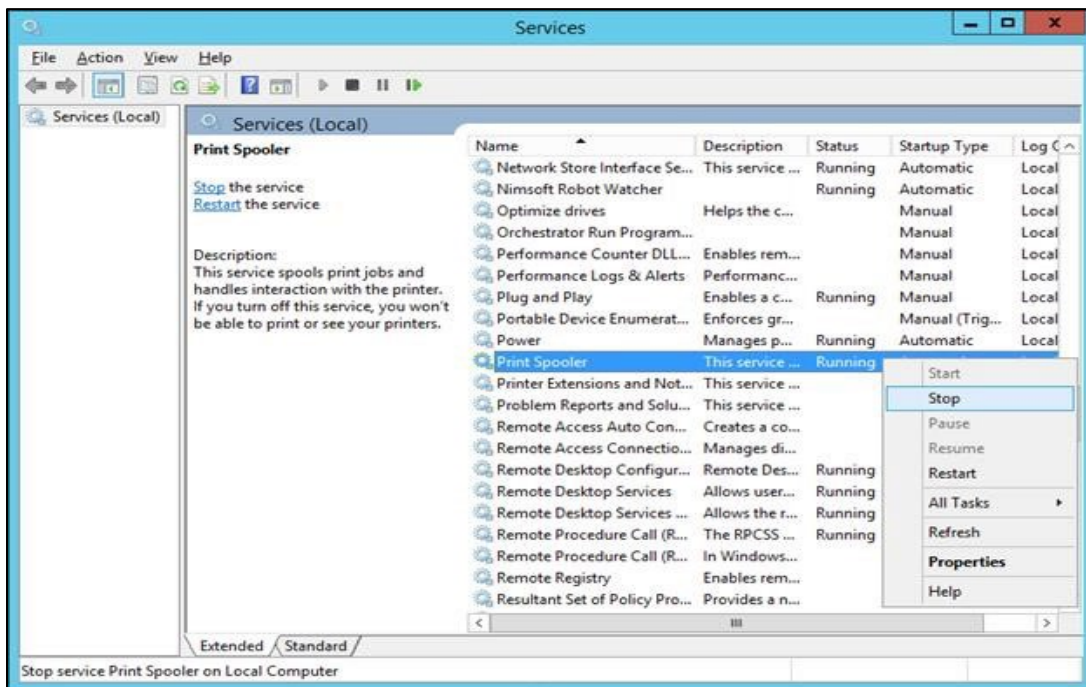 Services
File Action View Help
Services (Local)
Services (Local)
Print Spooler
Stop the service
Restart the service
Description:
This service spools print jobs and
handles interaction with the printer.
If you turn off this service, you won't
be able to print or see your printers.
Name Description Status Startup Type Log
Network Store Interface Se... This service ... Running Automatic Local
Nimsoft Robot Watcher Running Automatic Local
Optimize drives Helps the c... Manual Local
Orchestrator Run Program... Manual Local
Performance Counter DLL... Enables rem... Manual Local
Performance Logs & Alerts Performanc... Manual Local
Plug and Play Enables a c... Running Manual Local
Portable Device Enumerat... Enforces gr... Manual (Trig... Local
Power Manages p... Running Automatic Local
Print Spooler This service ... Running
Printer Extensions and Not... This service ...
Problem Reports and Solu... This service ...
Remote Access Auto Con... Creates a co...
Remote Access Connectio... Manages di...
Remote Desktop Configur... Remote Des... Running
Remote Desktop Services Allows user... Running
Remote Desktop Services ... Allows the r... Running
Remote Procedure Call (R... The RPCSS ... Running
Remote Procedure Call (R... In Windows...
Remote Registry Enables rem...
Resultant Set of Policy Pro... Provides a n...
Start
Stop
Pause
Resume
Restart
All Tasks
Refresh
Properties
Help
Extended Standard
Stop service Print Spooler on Local Computer